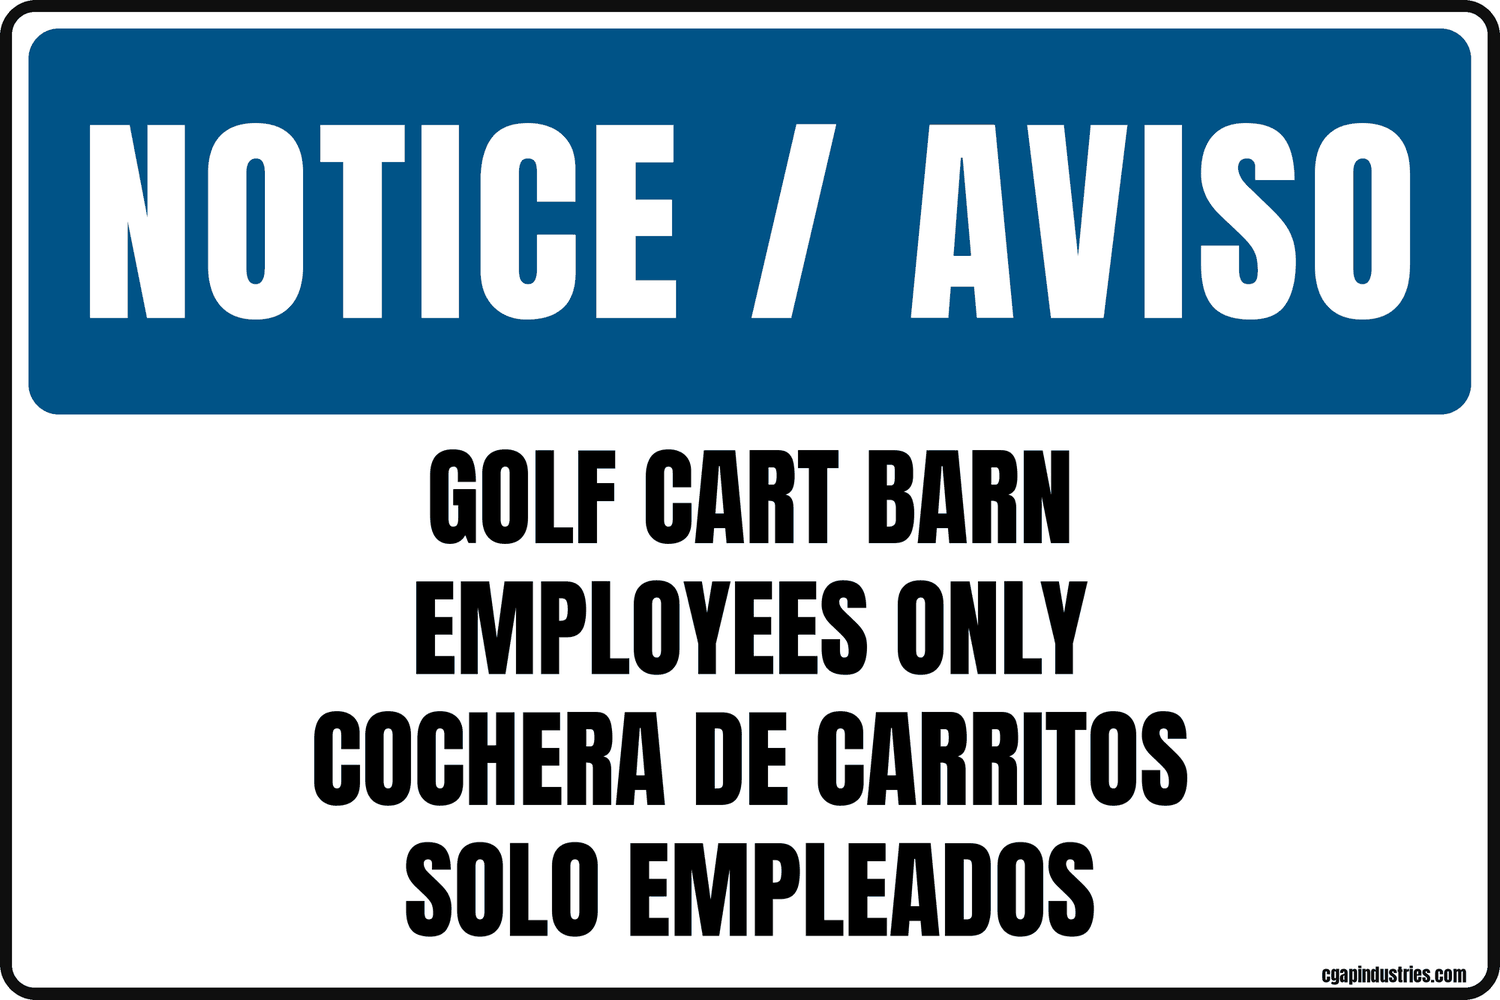 NOTICE / AVISO
GOLF CART BARN
EMPLOYEES ONLY
COCHERA DE CARRITOS
SOLO EMPLEADOS
cgapindustries.com